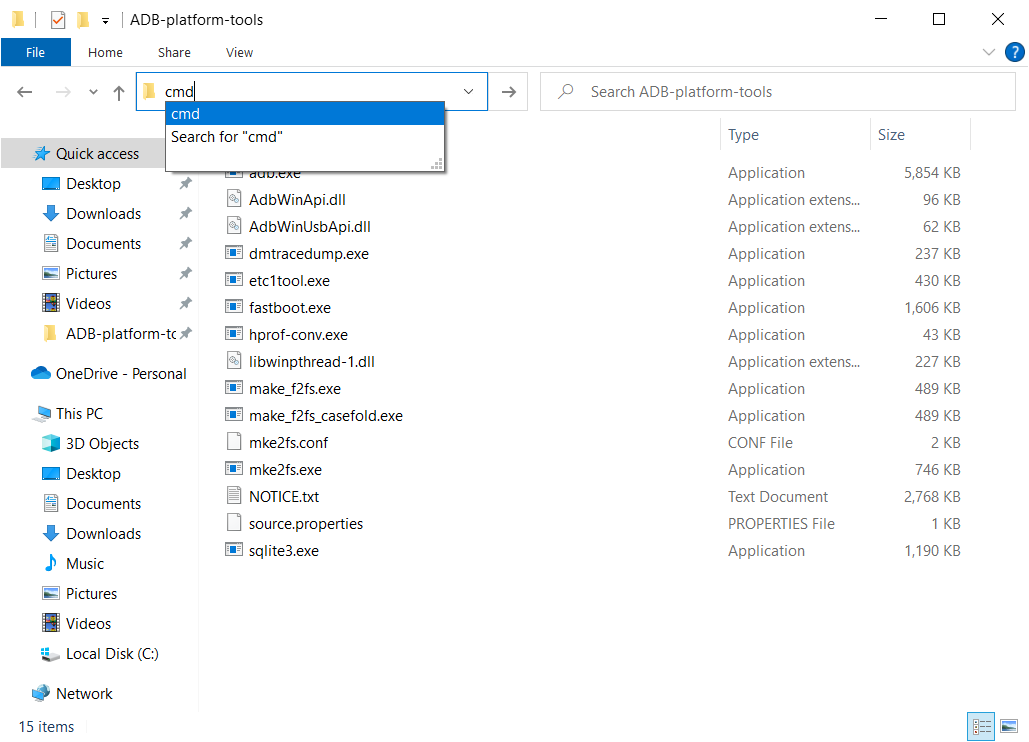 ADB-platform-tools
File Home Share View
cmd Search ADB-platform-tools
cmd
Search for "cmd"
Type Size
Quick access
Desktop
Downloads
Documents
Pictures
Videos
ADB-platform-tc
OneDrive - Personal
This PC
3D Objects
Desktop
Documents
Downloads
Music
Pictures
Videos
Local Disk (C:)
Network
adb.exe Application 5,854 KB
AdbWinApi.dll Application extens... 96 KB
AdbWinUsbApi.dll Application extens... 62 KB
dmtracedump.exe Application 237 KB
etc1tool.exe Application 430 KB
fastboot.exe Application 1,606 KB
hprof-conv.exe Application 43 KB
libwinpthread-1.dll Application extens... 227 KB
make_f2fs.exe Application 489 KB
make_f2fs_casefold.exe Application 489 KB
mke2fs.conf CONF File 2 KB
mke2fs.exe Application 746 KB
NOTICE.txt Text Document 2,768 KB
source.properties PROPERTIES File 1 KB
sqlite3.exe Application 1,190 KB
15 items